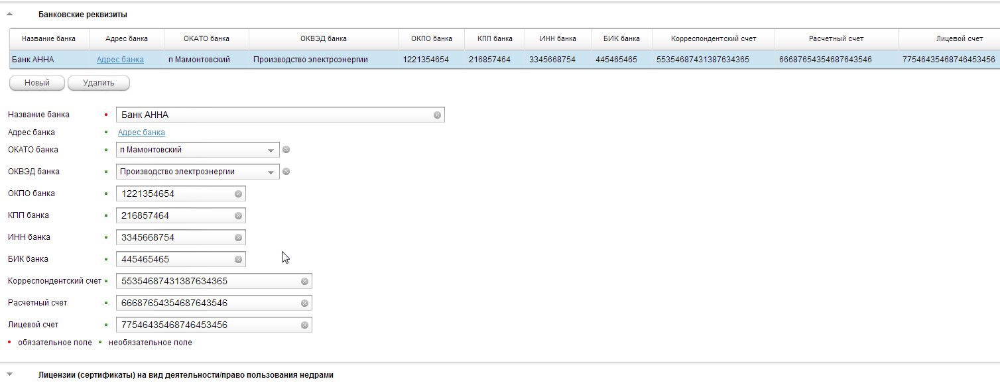 Банковские реквизиты
Название банка Адрес банка ОКАТО банка ОКВЭД банка ОКПО банка КПП банка ИНН банка БИК банка Корреспондентский счет Расчетный счет Лицевой счет
Банк АННА Адрес банка п Мамонтовский Производство электроэнергии 1221354654 216857464 3345668754 445465465 55354687431387634365 66687654354687643546 77546435468746453456
Новый Удалить
Название банка Банк АННА
Адрес банка Адрес банка
ОКАТО банка п Мамонтовский
ОКВЭД банка Производство электроэнергии
ОКПО банка 1221354654
КПП банка 216857464
ИНН банка 3345668754
БИК банка 445465465
Корреспондентский счет 55354687431387634365
Расчетный счет 66687654354687643546
Лицевой счет 77546435468746453456
обязательное поле необязательное поле
Лицензии (сертификаты) на вид деятельности/право пользования недрами